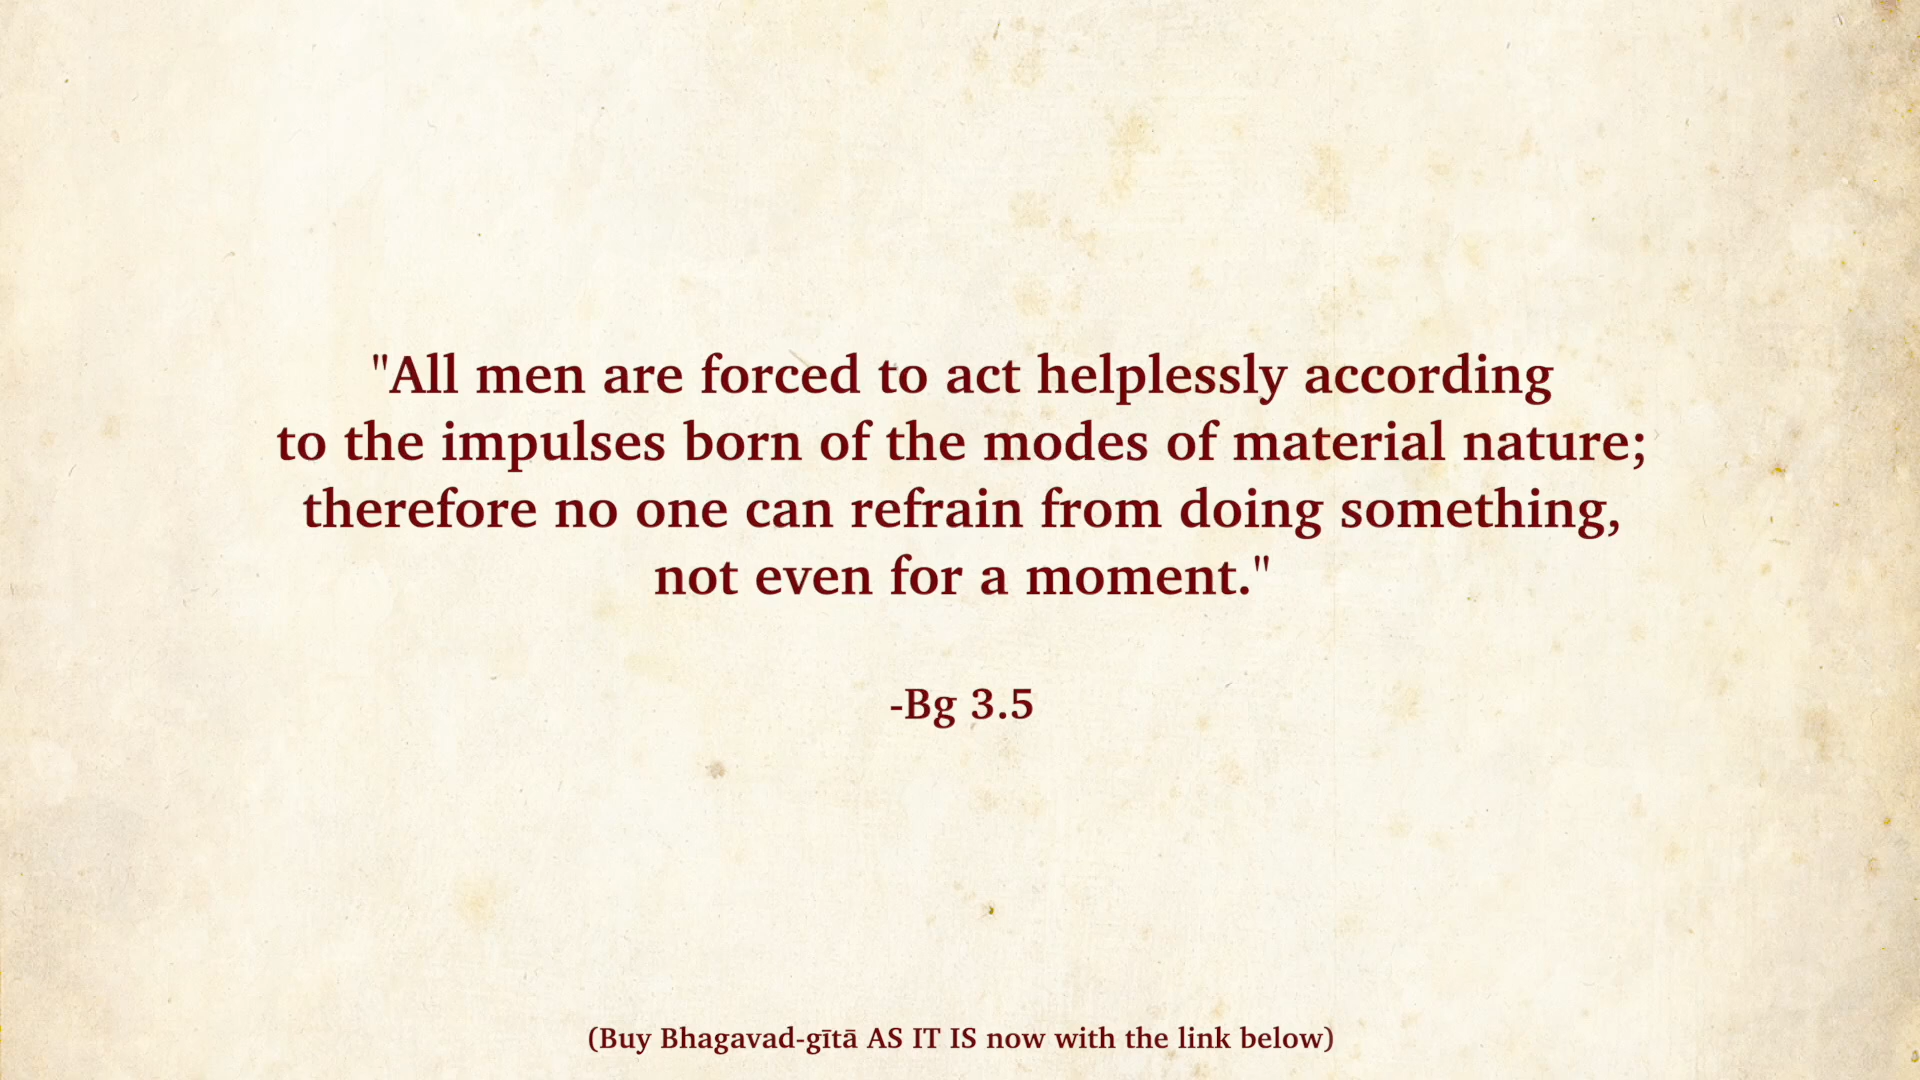 "All men are forced to act helplessly according
to the impulses born of the modes of material nature;
therefore no one can refrain from doing something,
not even for a moment."
-Bg 3.5
(Buy Bhagavad-gītā AS IT IS now with the link below)